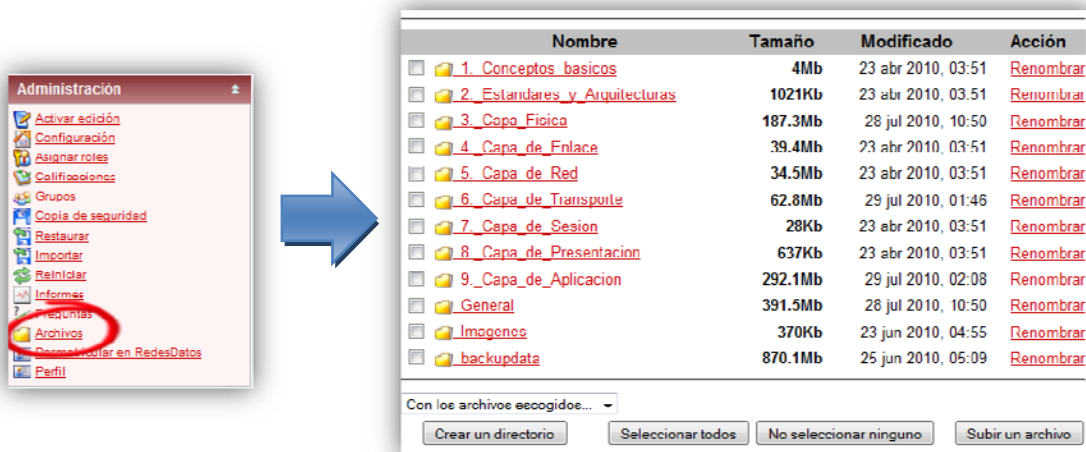 Administración
Activar edición
Configuración
Asignar roles
Calificaciones
Grupos
Copia de seguridad
Restaurar
Importar
Reiniciar
Informes
Preguntas
Archivos
Desmatricular en RedesDatos
Perfil
Nombre Tamaño Modificado Acción
1._Conceptos_basicos 4Mb 23 abr 2010, 03:51 Renombrar
2._Estandares_y_Arquitecturas 1021Kb 23 abr 2010, 03:51 Renombrar
3._Capa_Fisica 187.3Mb 28 jul 2010, 10:50 Renombrar
4._Capa_de_Enlace 39.4Mb 23 abr 2010, 03:51 Renombrar
5._Capa_de_Red 34.5Mb 23 abr 2010, 03:51 Renombrar
6._Capa_de_Transporte 62.8Mb 29 jul 2010, 01:46 Renombrar
7._Capa_de_Sesion 28Kb 23 abr 2010, 03:51 Renombrar
8._Capa_de_Presentacion 637Kb 23 abr 2010, 03:51 Renombrar
9._Capa_de_Aplicacion 292.1Mb 29 jul 2010, 02:08 Renombrar
General 391.5Mb 28 jul 2010, 10:50 Renombrar
Imagenes 370Kb 23 jun 2010, 04:55 Renombrar
backupdata 870.1Mb 25 jun 2010, 05:09 Renombrar
Con los archivos escogidos...
Crear un directorio Seleccionar todos No seleccionar ninguno Subir un archivo